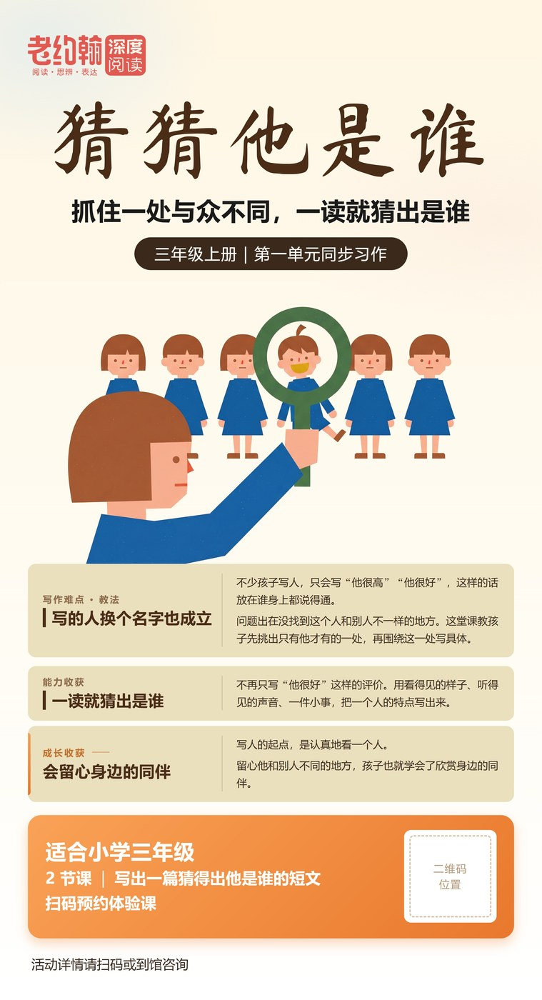 老约翰 深度阅读
阅读·思辨·表达
猜猜他是谁
抓住一处与众不同，一读就猜出是谁
三年级上册｜第一单元同步习作
写作难点·教法
写的人换个名字也成立
不少孩子写人，只会写“他很高”“他很好”，这样的话
放在谁身上都说得通。
问题出在没找到这个人和别人不一样的地方。这堂课教孩
子先挑出只有他才有的一处，再围绕这一处写具体。
能力收获
一读就猜出是谁
不再只写“他很好”这样的评价。用看得见的样子、听得
见的声音、一件小事，把一个人的特点写出来。
成长收获
会留心身边的同伴
写人的起点，是认真地看一个人。
留心他和别人不同的地方，孩子也就学会了欣赏身边的同
伴。
适合小学三年级
2 节课｜写出一篇猜得出他是谁的短文
扫码预约体验课
二维码
位置
活动详情请扫码或到馆咨询